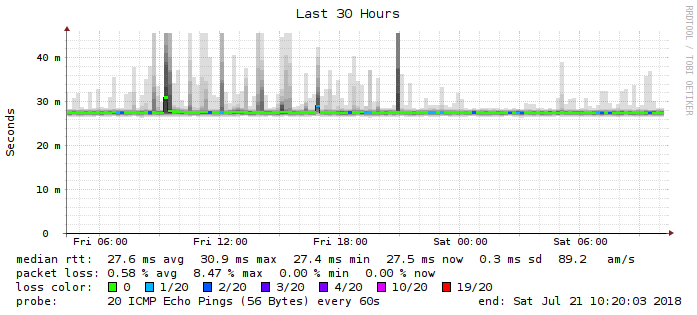 Last 30 Hours
RRDTOOL / TOBI OETIKER
Seconds
40 m
30 m
20 m
10 m
0
Fri 06:00 Fri 12:00 Fri 18:00 Sat 00:00 Sat 06:00
median rtt: 27.6 ms avg 30.9 ms max 27.4 ms min 27.5 ms now 0.3 ms sd 89.2 am/s
packet loss: 0.58 % avg 8.47 % max 0.00 % min 0.00 % now
loss color: 0 1/20 2/20 3/20 4/20 10/20 19/20
probe: 20 ICMP Echo Pings (56 Bytes) every 60s end: Sat Jul 21 10:20:03 2018